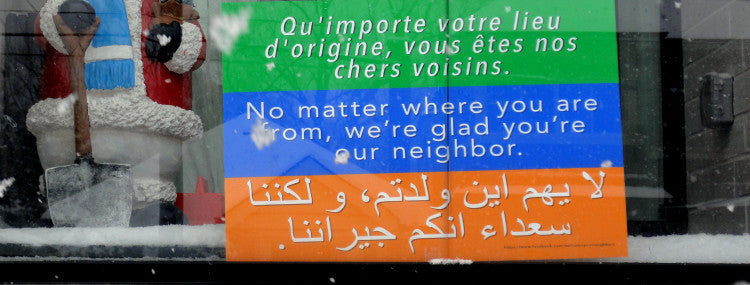 Qu'importe votre lieu
d'origine, vous êtes nos
chers voisins.
No matter where you are
from, we're glad you're
our neighbor.
لا يهم اين ولدتم، و لكننا
سعداء انكم جيراننا.